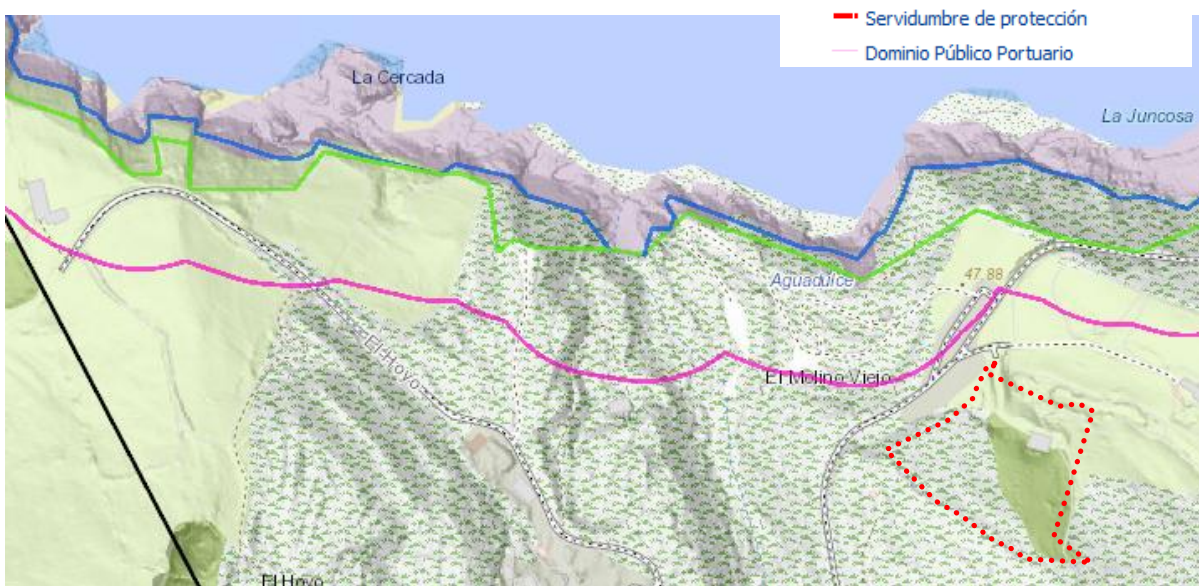 Servidumbre de protección
Dominio Público Portuario
La Cercada
La Juncosa
Aguadulce
47.88
El Hoyo
El Molino Viejo
El Hoyo